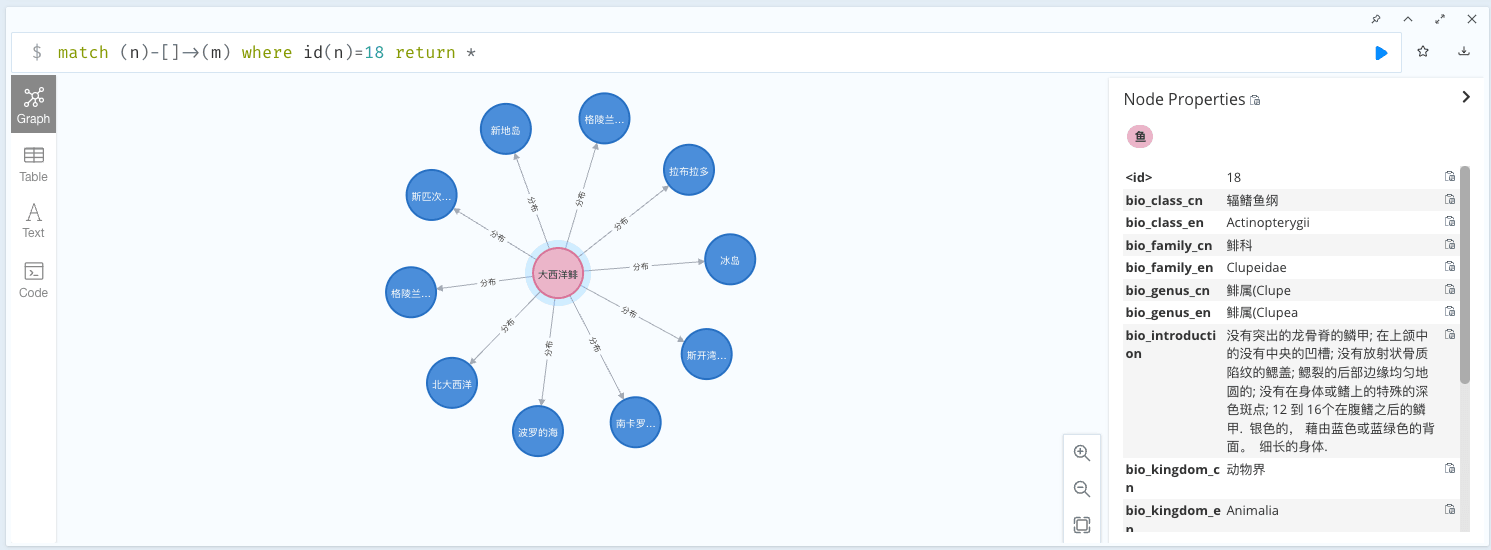 $ match (n)-[]->(m) where id(n)=18 return *
Graph
Table
Text
Code
新地岛
格陵兰...
拉布拉多
斯匹次...
冰岛
格陵兰...
大西洋鲱
斯开湾...
北大西洋
波罗的海
南卡罗...
分布
分布
分布
分布
分布
分布
分布
分布
分布
分布
Node Properties
鱼
<id> 18
bio_class_cn 辐鳍鱼纲
bio_class_en Actinopterygii
bio_family_cn 鲱科
bio_family_en Clupeidae
bio_genus_cn 鲱属(Clupe
bio_genus_en 鲱属(Clupea
bio_introducti 没有突出的龙骨脊的鳞甲; 在上颌中
on 的没有中央的凹槽; 没有放射状骨质
陷纹的鳃盖; 鳃裂的后部边缘均匀地
圆的; 没有在身体或鳍上的特殊的深
色斑点; 12 到 16个在腹鳍之后的鳞
甲. 银色的， 藉由蓝色或蓝绿色的背
面。 细长的身体.
bio_kingdom_c 动物界
n
bio_kingdom_e Animalia
n